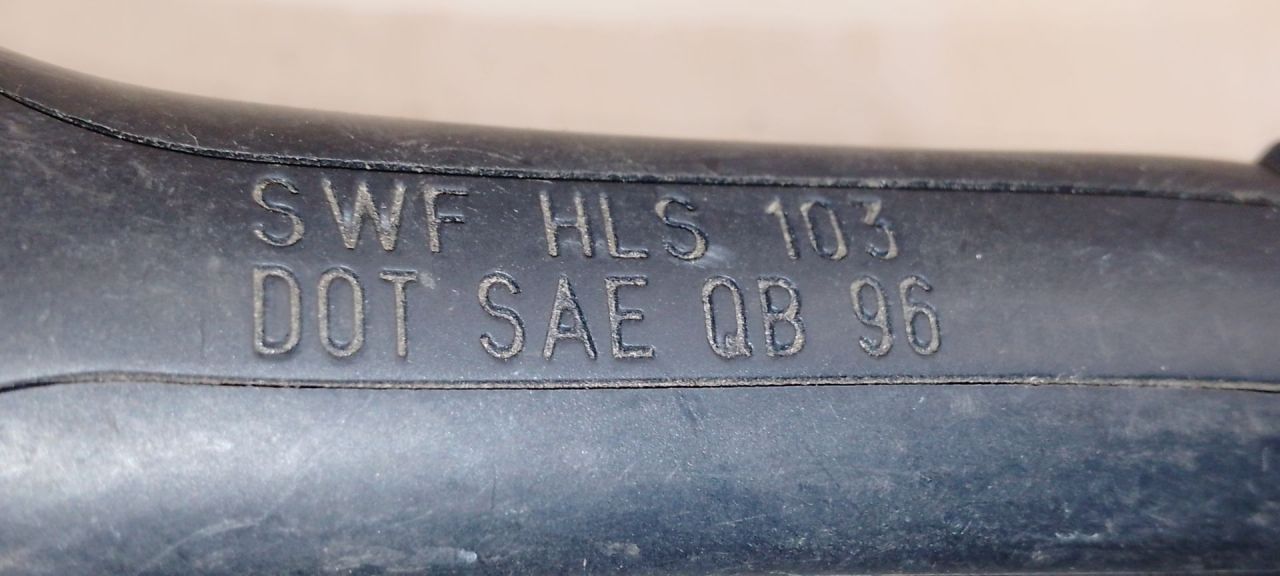 SWF HLS 103
DOT SAE QB 96